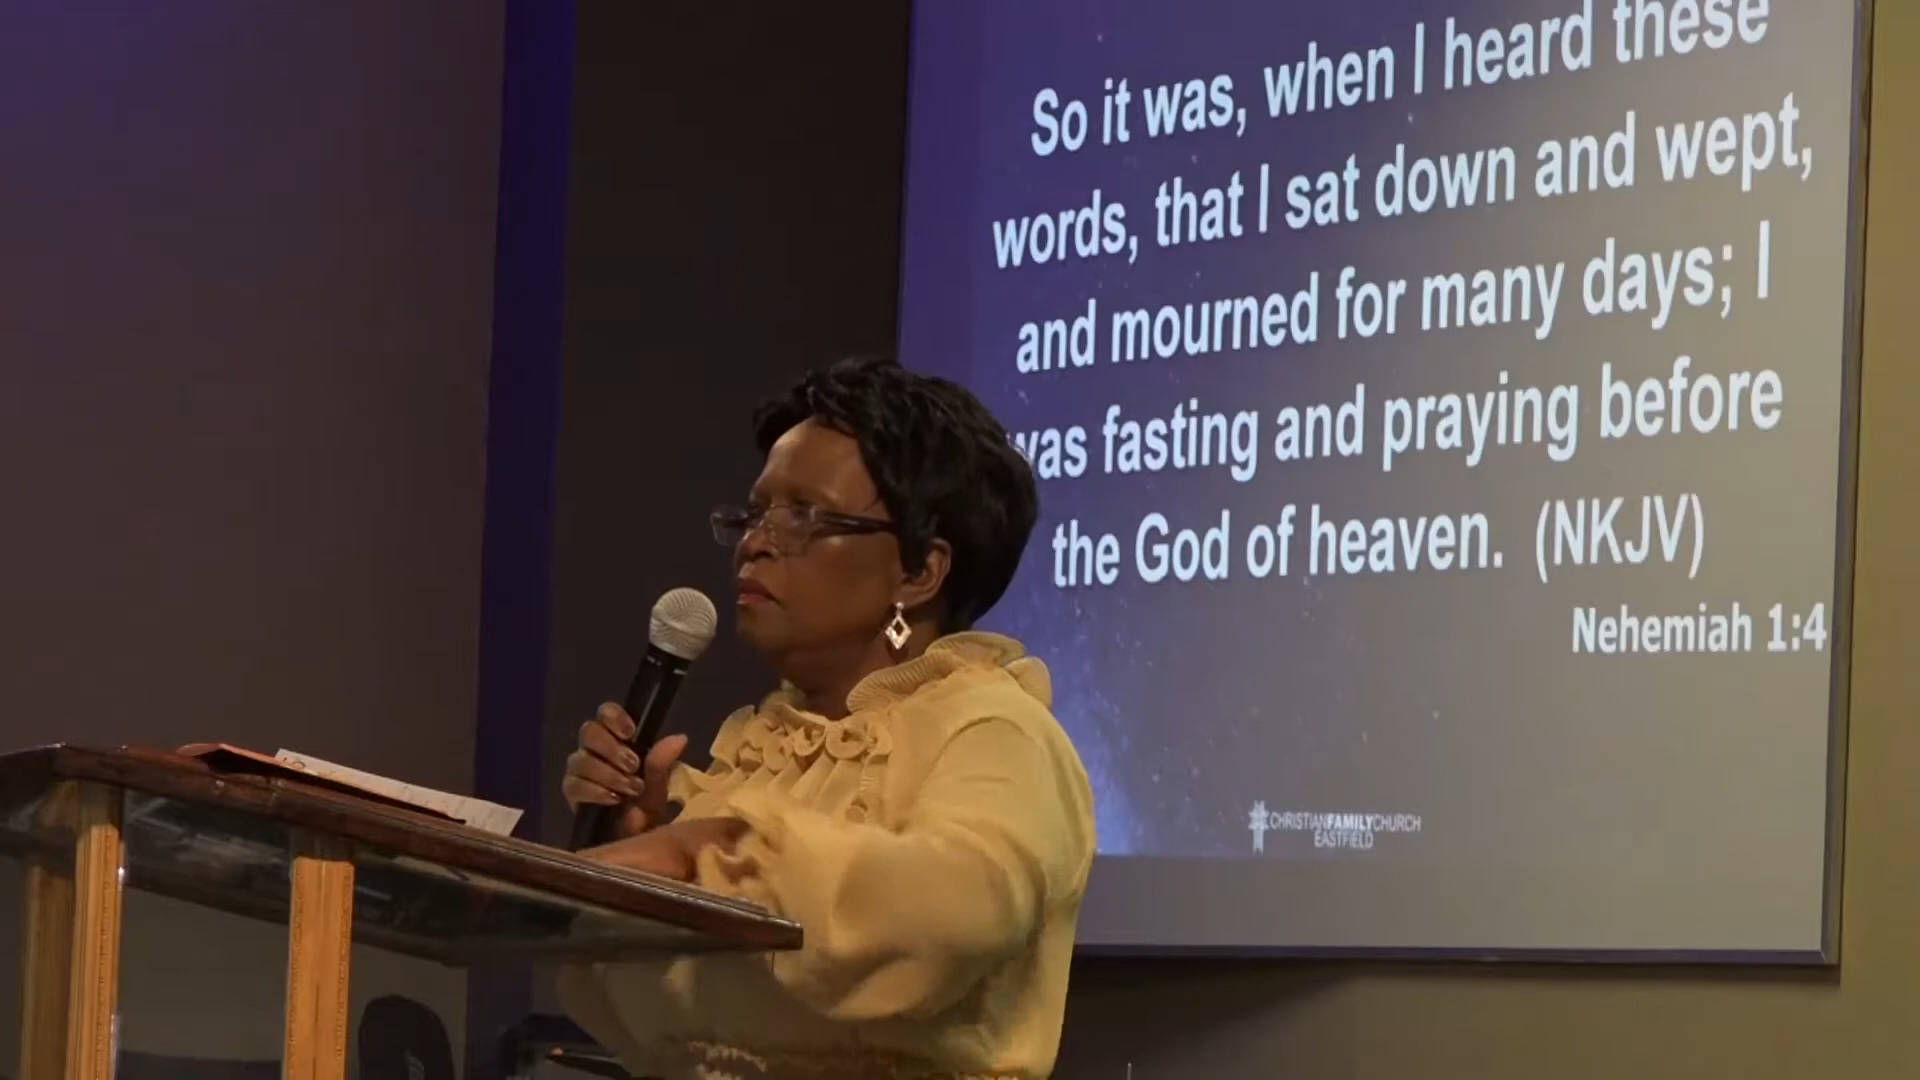 So it was, when I heard these
words, that I sat down and wept,
and mourned for many days; I
was fasting and praying before
the God of heaven. (NKJV)
Nehemiah 1:4
CHRISTIANFAMILYCHURCH
EASTFIELD